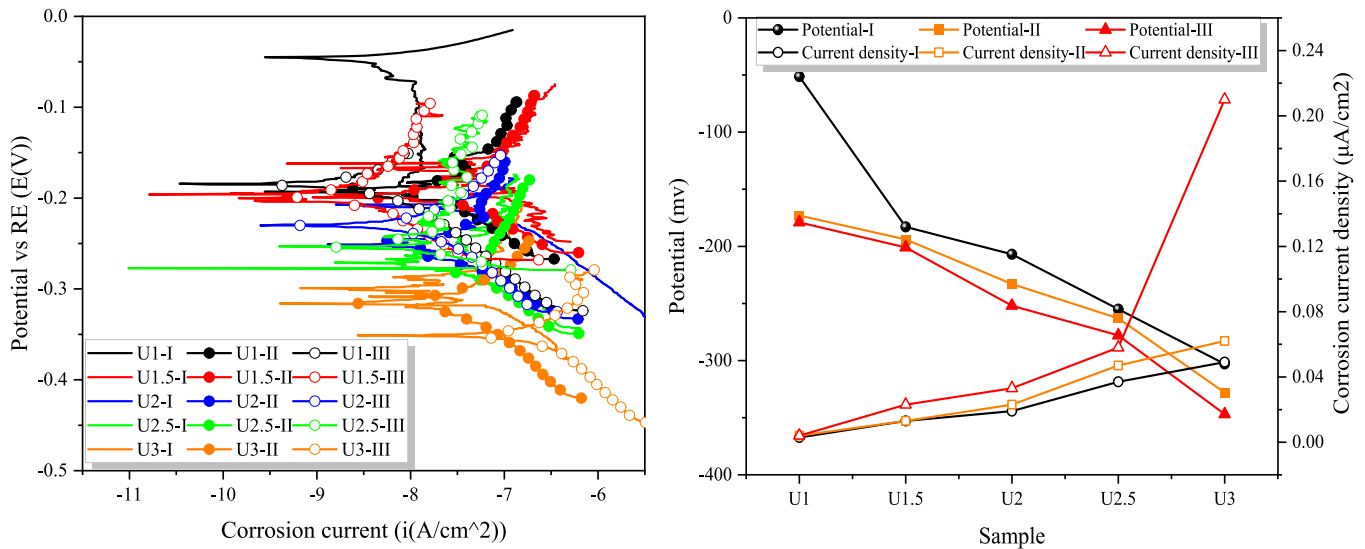 0.0
-0.1
-0.2
-0.3
-0.4
-0.5
Potential vs RE (E(V))
U1-I U1-II U1-III
U1.5-I U1.5-II U1.5-III
U2-I U2-II U2-III
U2.5-I U2.5-II U2.5-III
U3-I U3-II U3-III
-11 -10 -9 -8 -7 -6
Corrosion current (i(A/cm^2))
Potential-I Potential-II Potential-III
Current density-I Current density-II Current density-III
0
-100
-200
-300
-400
Potential (mv)
0.24
0.20
0.16
0.12
0.08
0.04
0.00
Corrosion current density (μA/cm2)
U1 U1.5 U2 U2.5 U3
Sample